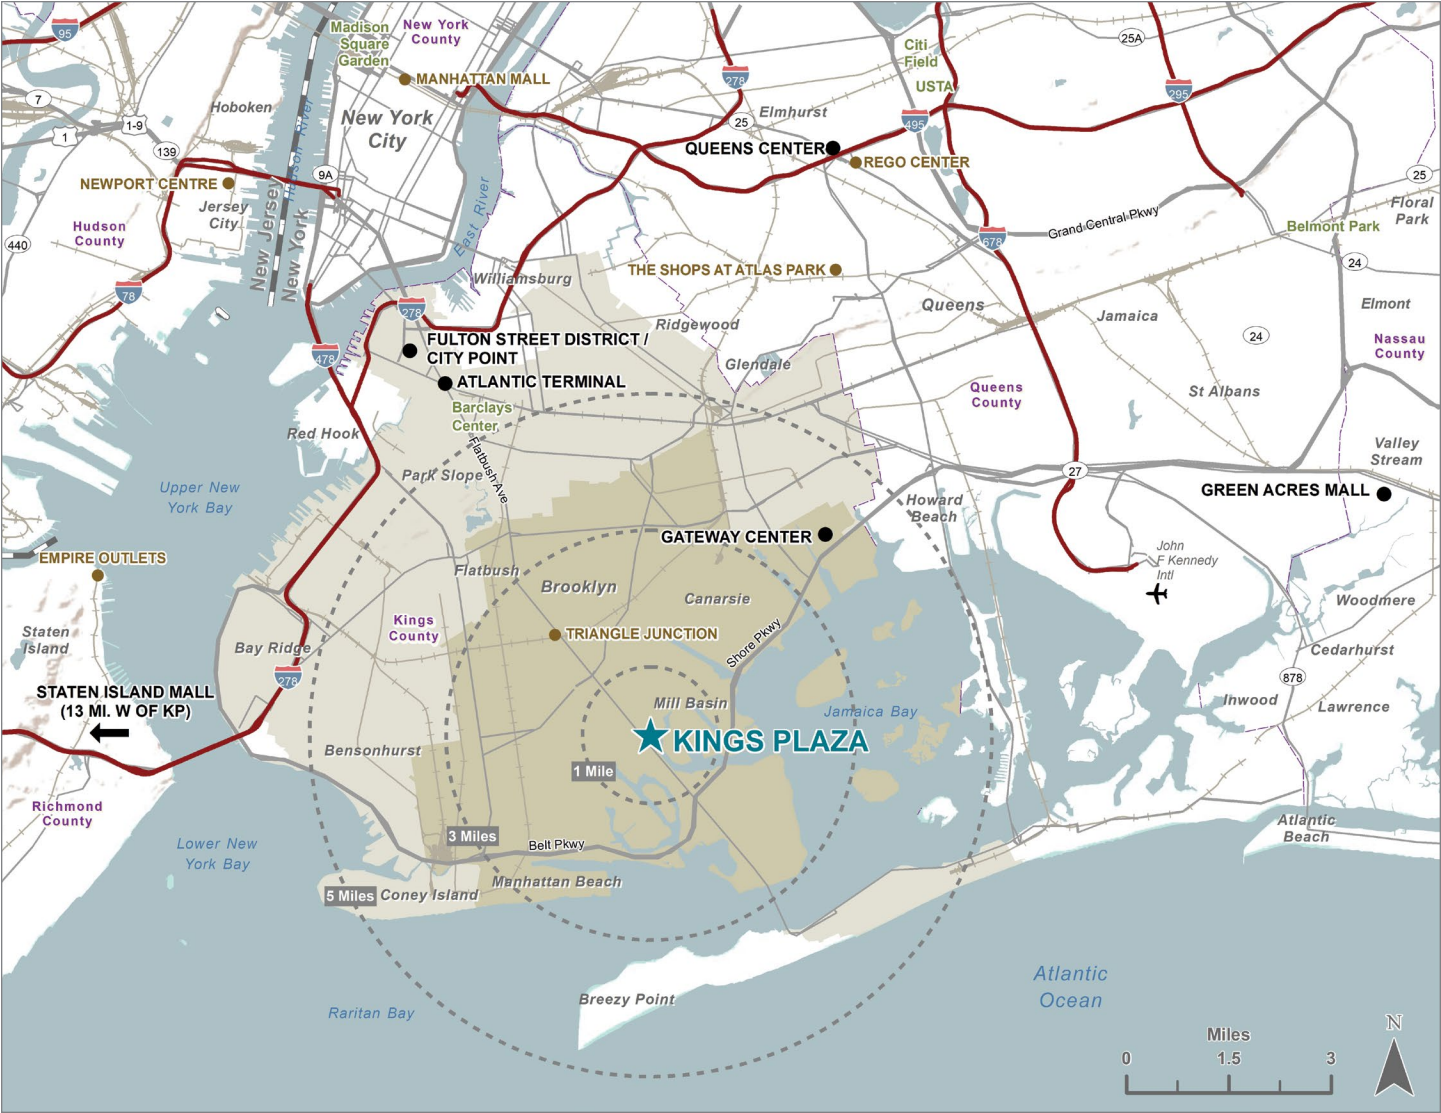 95
Madison
Square
Garden
New York
County
MANHATTAN MALL
278
Citi
Field
USTA
25A
295
7
1
1-9
139
Hoboken
Hudson River
New York
City
25
Elmhurst
495
QUEENS CENTER
REGO CENTER
NEWPORT CENTRE
9A
Jersey
City
New Jersey
New York
East River
Hudson
County
440
78
25
Floral
Park
Grand Central Pkwy
Belmont Park
678
24
THE SHOPS AT ATLAS PARK
Williamsburg
278
Queens
Jamaica
Elmont
Ridgewood
24
Nassau
County
FULTON STREET DISTRICT /
CITY POINT
478
Glendale
ATLANTIC TERMINAL
Barclays
Center
Queens
County
St Albans
Red Hook
Flatbush Ave
Park Slope
Valley
Stream
27
GREEN ACRES MALL
Upper New
York Bay
Howard
Beach
GATEWAY CENTER
EMPIRE OUTLETS
John
F Kennedy
Intl
Flatbush
Brooklyn
Canarsie
Woodmere
Staten
Island
Kings
County
TRIANGLE JUNCTION
Shore Pkwy
Bay Ridge
Cedarhurst
278
878
STATEN ISLAND MALL
(13 MI. W OF KP)
Mill Basin
Jamaica Bay
Inwood
Lawrence
KINGS PLAZA
Bensonhurst
1 Mile
Richmond
County
3 Miles
Belt Pkwy
Atlantic
Beach
Lower New
York Bay
Manhattan Beach
5 Miles
Coney Island
Atlantic
Ocean
Breezy Point
Raritan Bay
Miles
0 1.5 3
N